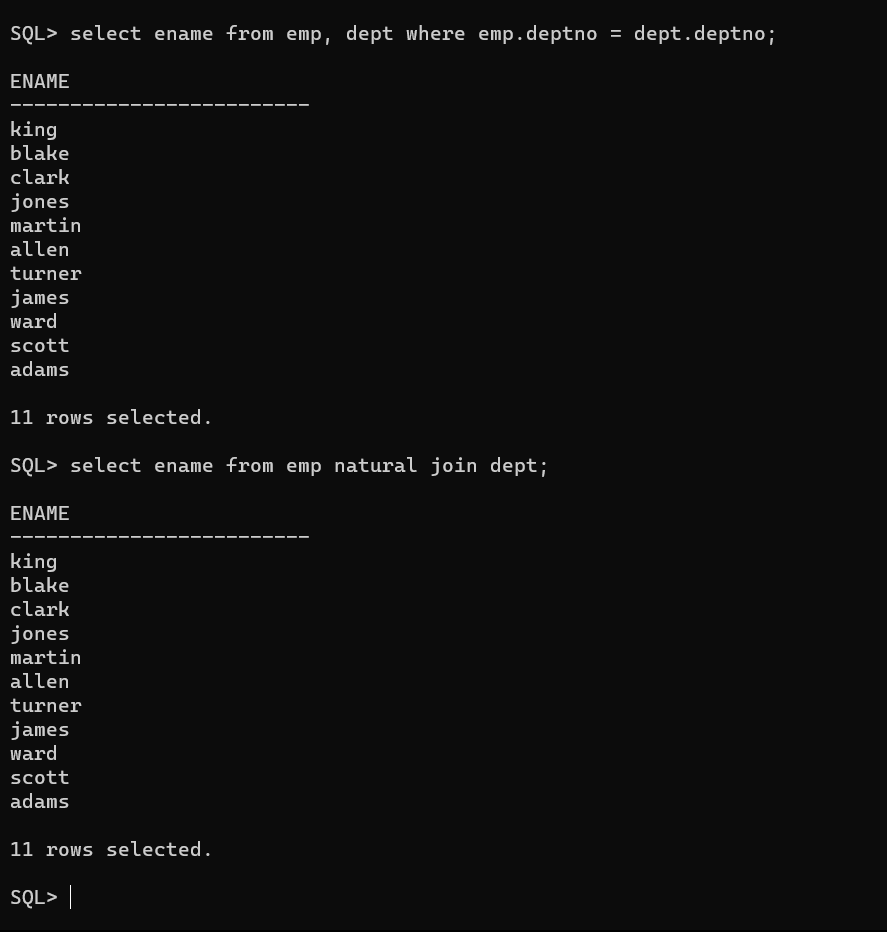 SQL> select ename from emp, dept where emp.deptno = dept.deptno;
ENAME
-------------------------
king
blake
clark
jones
martin
allen
turner
james
ward
scott
adams
11 rows selected.
SQL> select ename from emp natural join dept;
ENAME
-------------------------
king
blake
clark
jones
martin
allen
turner
james
ward
scott
adams
11 rows selected.
SQL>